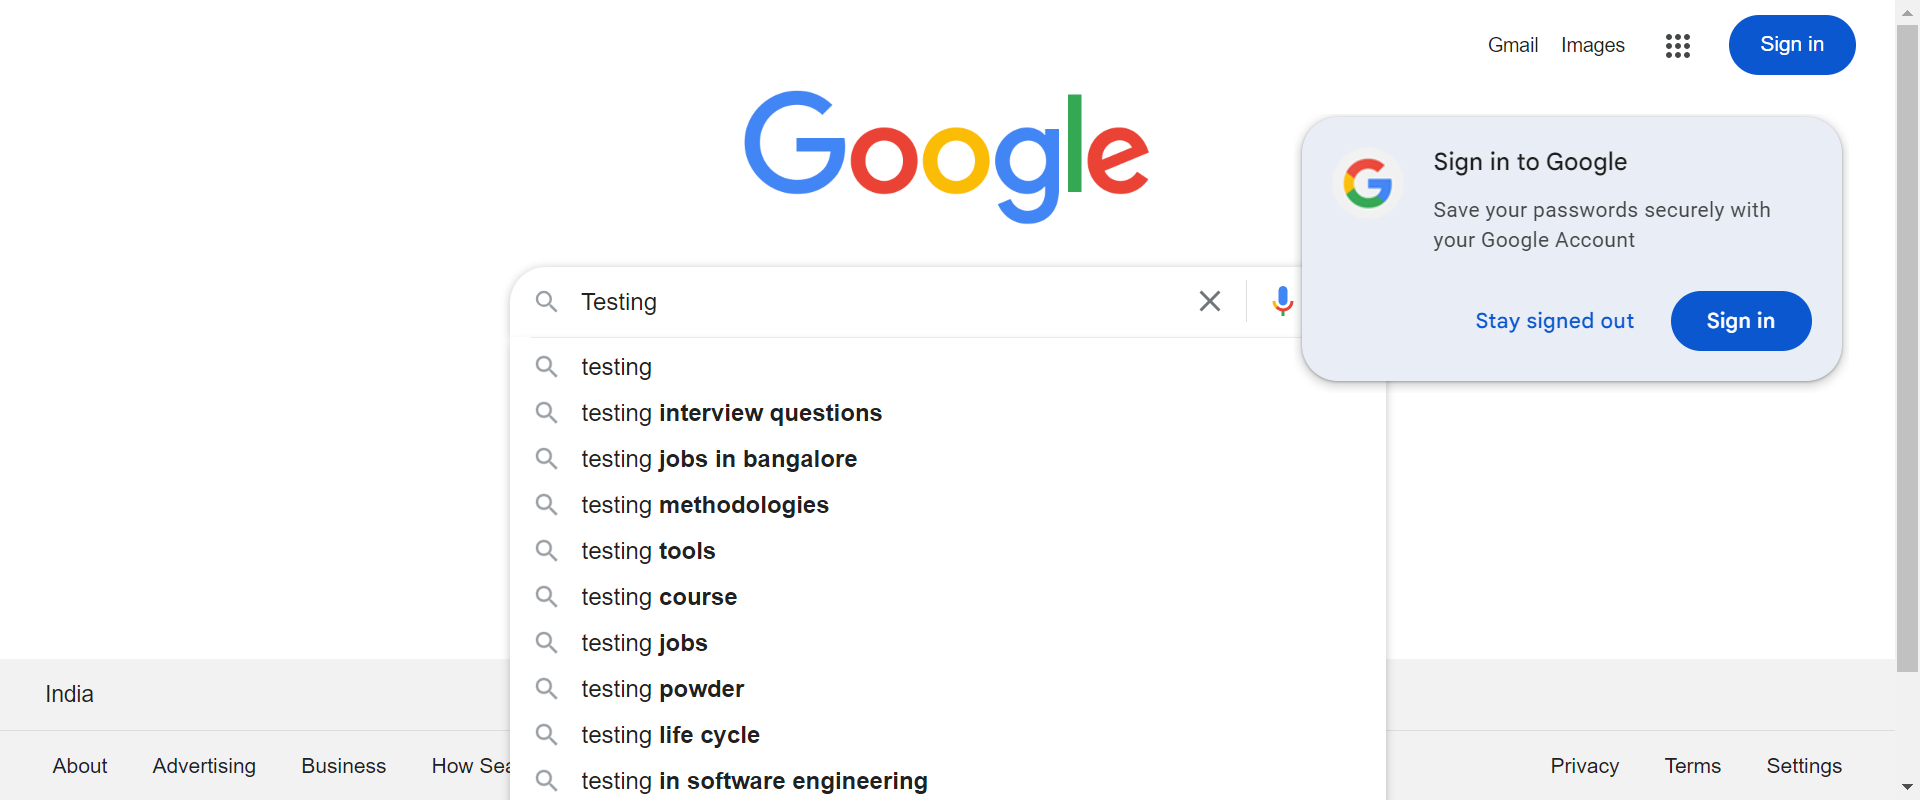 Gmail Images Sign in
Google
Sign in to Google
Save your passwords securely with
your Google Account
Stay signed out Sign in
Testing
testing
testing interview questions
testing jobs in bangalore
testing methodologies
testing tools
testing course
testing jobs
testing powder
testing life cycle
testing in software engineering
India
About Advertising Business How Sea
Privacy Terms Settings